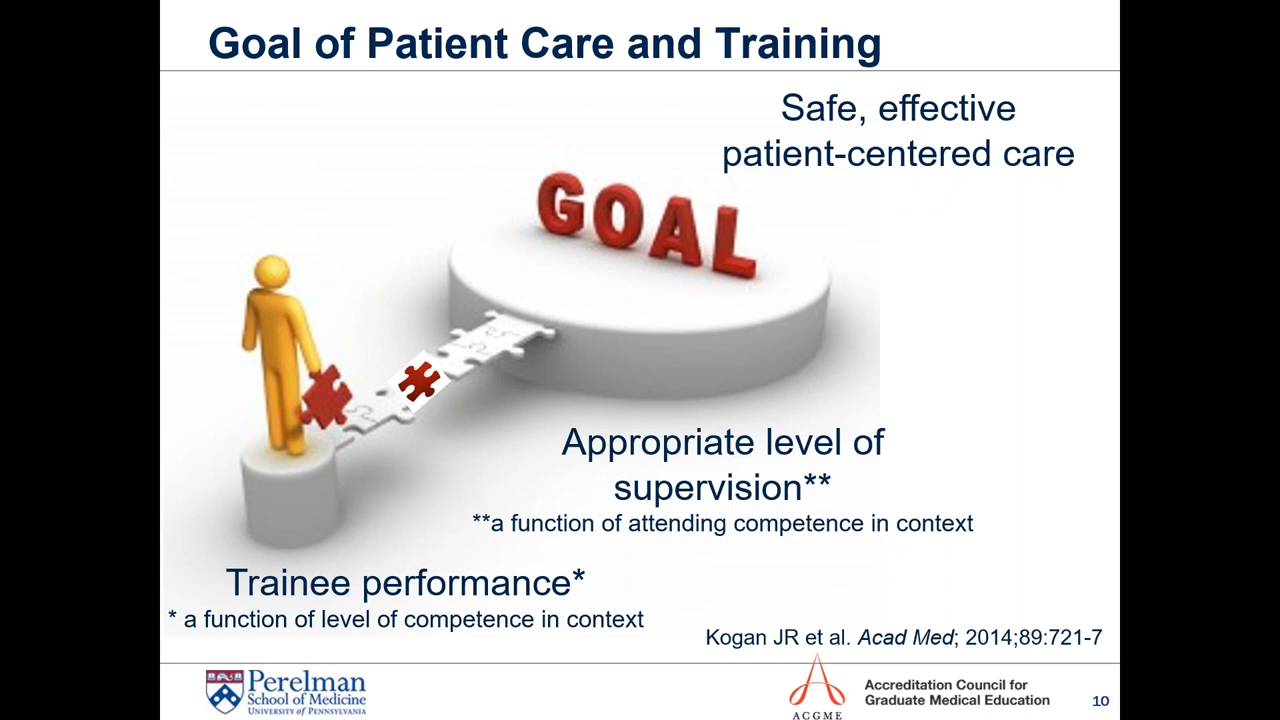 Goal of Patient Care and Training
Safe, effective
patient-centered care
GOAL
Appropriate level of
supervision**
**a function of attending competence in context
Trainee performance*
* a function of level of competence in context
Kogan JR et al. Acad Med; 2014;89:721-7
Perelman
School of Medicine
University of Pennsylvania
ACGME
Accreditation Council for
Graduate Medical Education
10